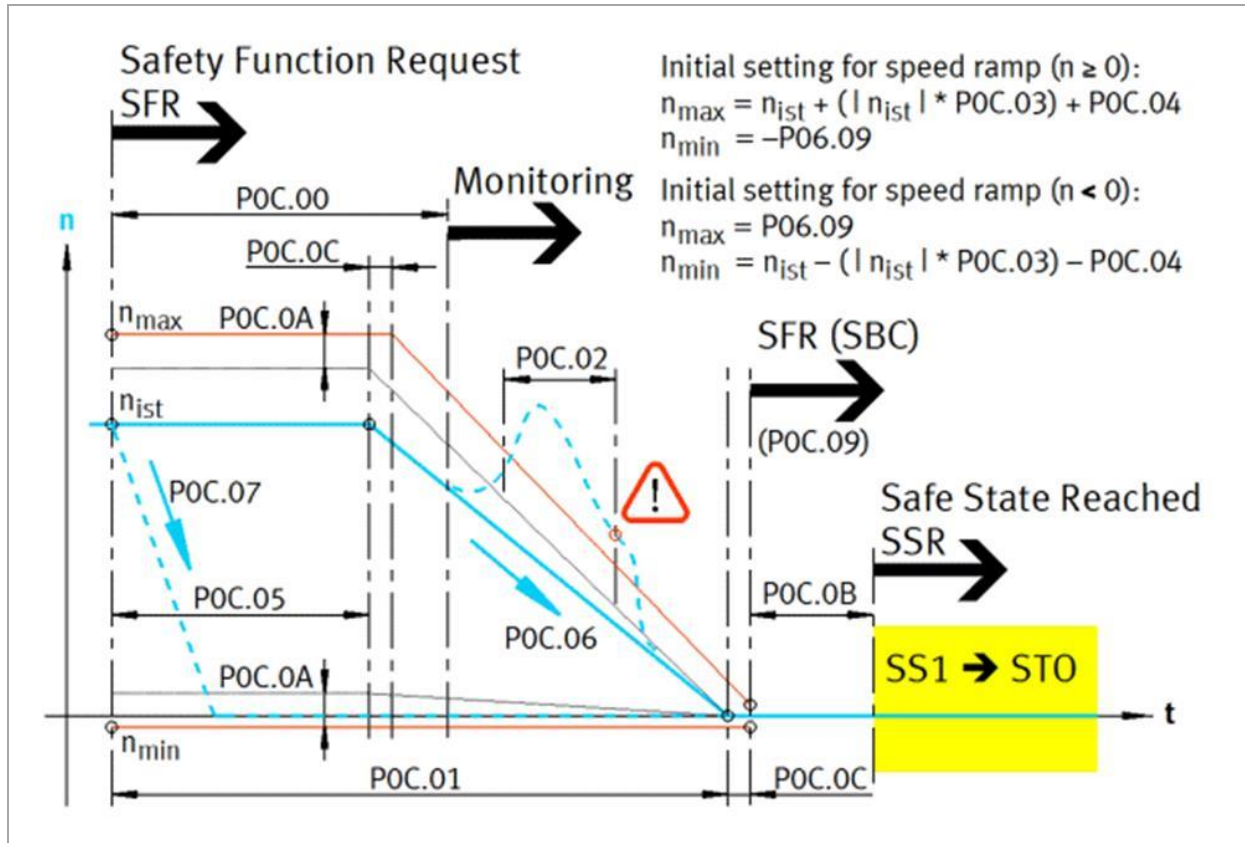 Safety Function Request
SFR
Initial setting for speed ramp (n ≥ 0):
nmax = nist + (| nist | * P0C.03) + P0C.04
nmin = –P06.09
Initial setting for speed ramp (n < 0):
nmax = P06.09
nmin = nist – (| nist | * P0C.03) – P0C.04
P0C.00
Monitoring
n
P0C.0C
nmax
P0C.0A
P0C.02
SFR (SBC)
(P0C.09)
nist
P0C.07
!
Safe State Reached
SSR
P0C.05
P0C.06
P0C.0B
P0C.0A
SS1 → STO
t
nmin
P0C.01
P0C.0C